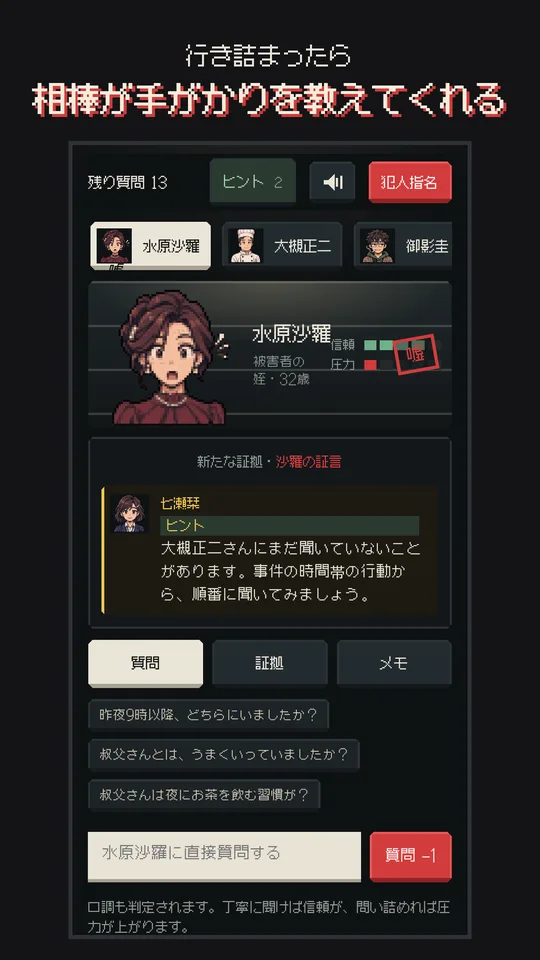 行き詰まったら
相棒が手がかりを教えてくれる
残り質問 13
ヒント 2
犯人指名
水原沙羅
嘘
大槻正二
御影圭
水原沙羅
被害者の
姪・32歳
信頼
圧力
嘘
新たな証拠・沙羅の証言
七瀬栞
ヒント
大槻正二さんにまだ聞いていないこと
があります。事件の時間帯の行動か
ら、順番に聞いてみましょう。
質問
証拠
メモ
昨夜9時以降、どちらにいましたか？
叔父さんとは、うまくいっていましたか？
叔父さんは夜にお茶を飲む習慣が？
水原沙羅に直接質問する
質問 −1
口調も判定されます。丁寧に聞けば信頼が、問い詰めれば圧
力が上がります。